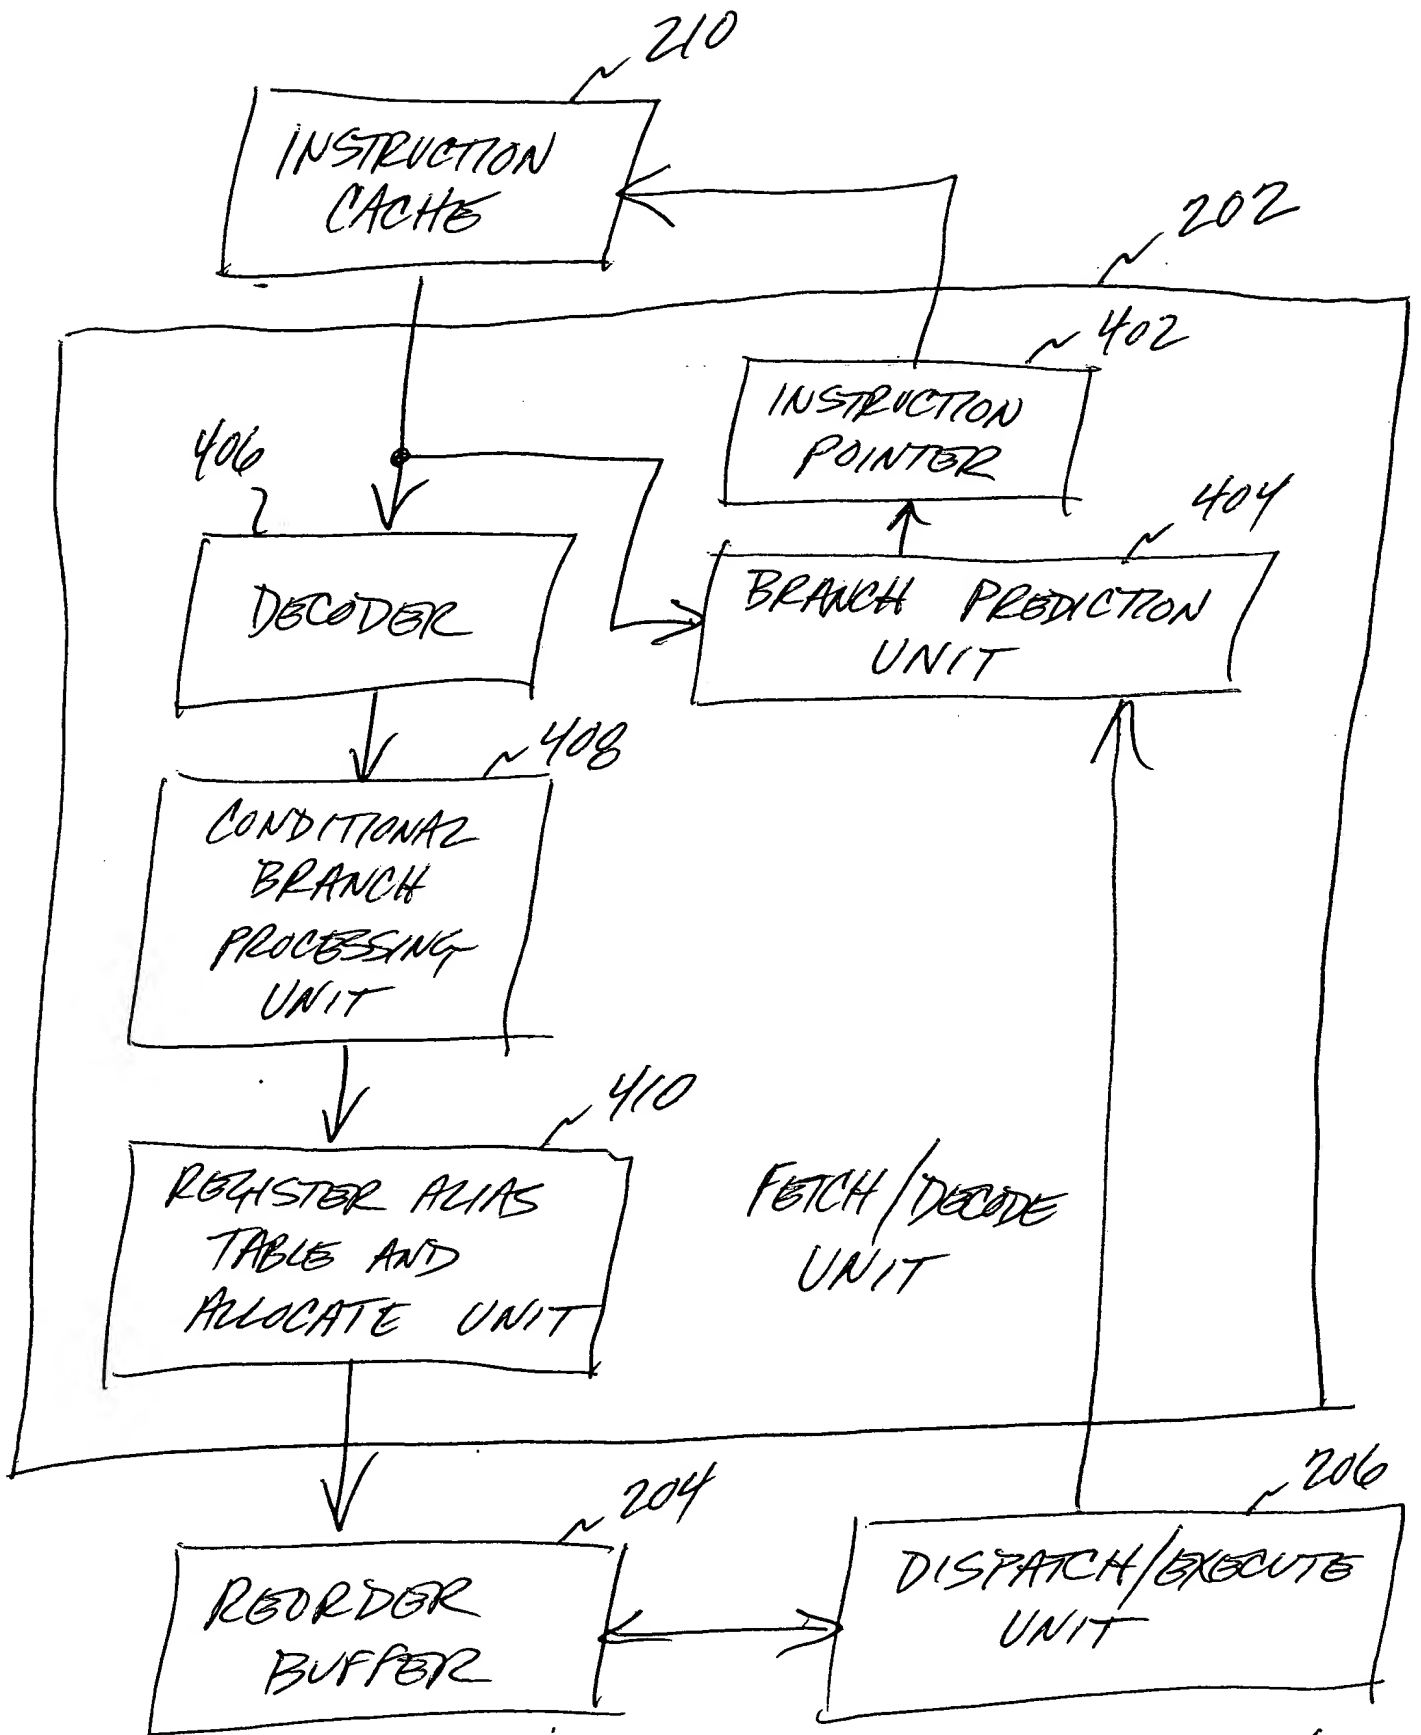 210
INSTRUCTION
CACHE
202
402
INSTRUCTION
POINTER
406
404
DECODER
BRANCH PREDICTION
UNIT
408
CONDITIONAL
BRANCH
PROCESSING
UNIT
410
REGISTER ALIAS
TABLE AND
ALLOCATE UNIT
FETCH/DECODE
UNIT
204
206
REORDER
BUFFER
DISPATCH/EXECUTE
UNIT